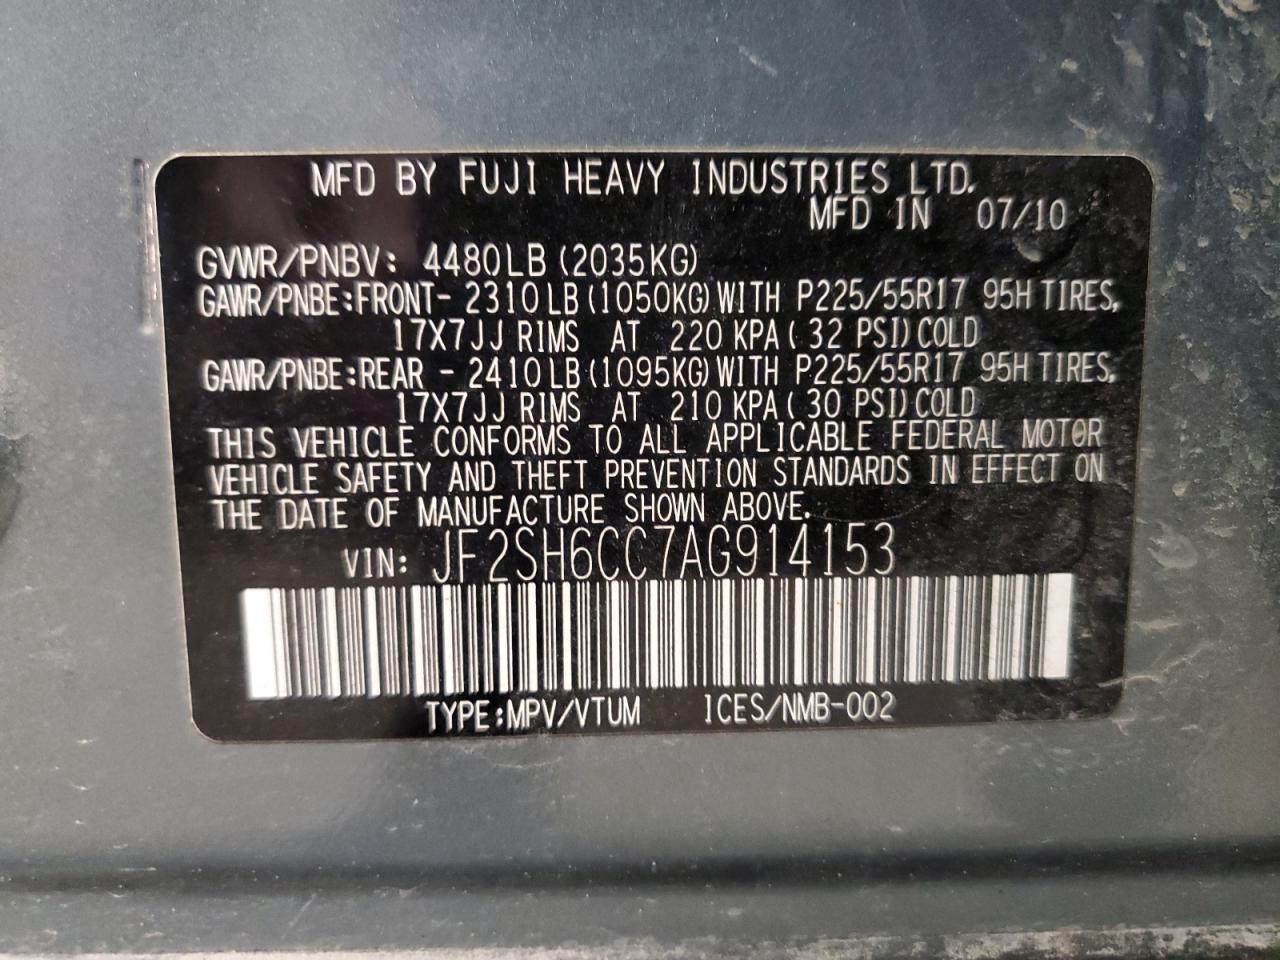 MFD BY FUJI HEAVY INDUSTRIES LTD.
MFD IN 07/10
GVWR/PNBV: 4480LB (2035KG)
GAWR/PNBE:FRONT- 2310LB(1050KG)WITH P225/55R17 95H TIRES,
17X7JJ RIMS AT 220 KPA( 32 PSI)COLD
GAWR/PNBE:REAR - 2410LB(1095KG)WITH P225/55R17 95H TIRES,
17X7JJ RIMS AT 210 KPA( 30 PSI)COLD
THIS VEHICLE CONFORMS TO ALL APPLICABLE FEDERAL MOTOR
VEHICLE SAFETY AND THEFT PREVENTION STANDARDS IN EFFECT ON
THE DATE OF MANUFACTURE SHOWN ABOVE.
VIN: JF2SH6CC7AG914153
TYPE:MPV/VTUM ICES/NMB-002